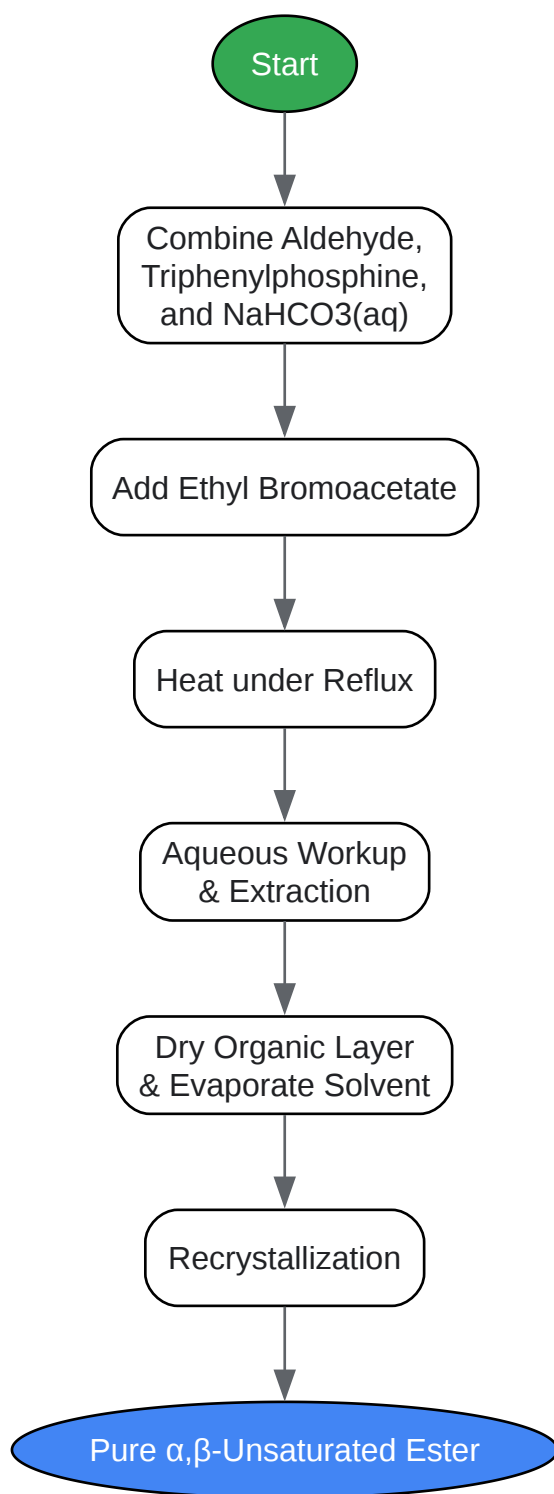 Start
Combine Aldehyde,
Triphenylphosphine,
and NaHCO3(aq)
Add Ethyl Bromoacetate
Heat under Reflux
Aqueous Workup
& Extraction
Dry Organic Layer
& Evaporate Solvent
Recrystallization
Pure α,β-Unsaturated Ester